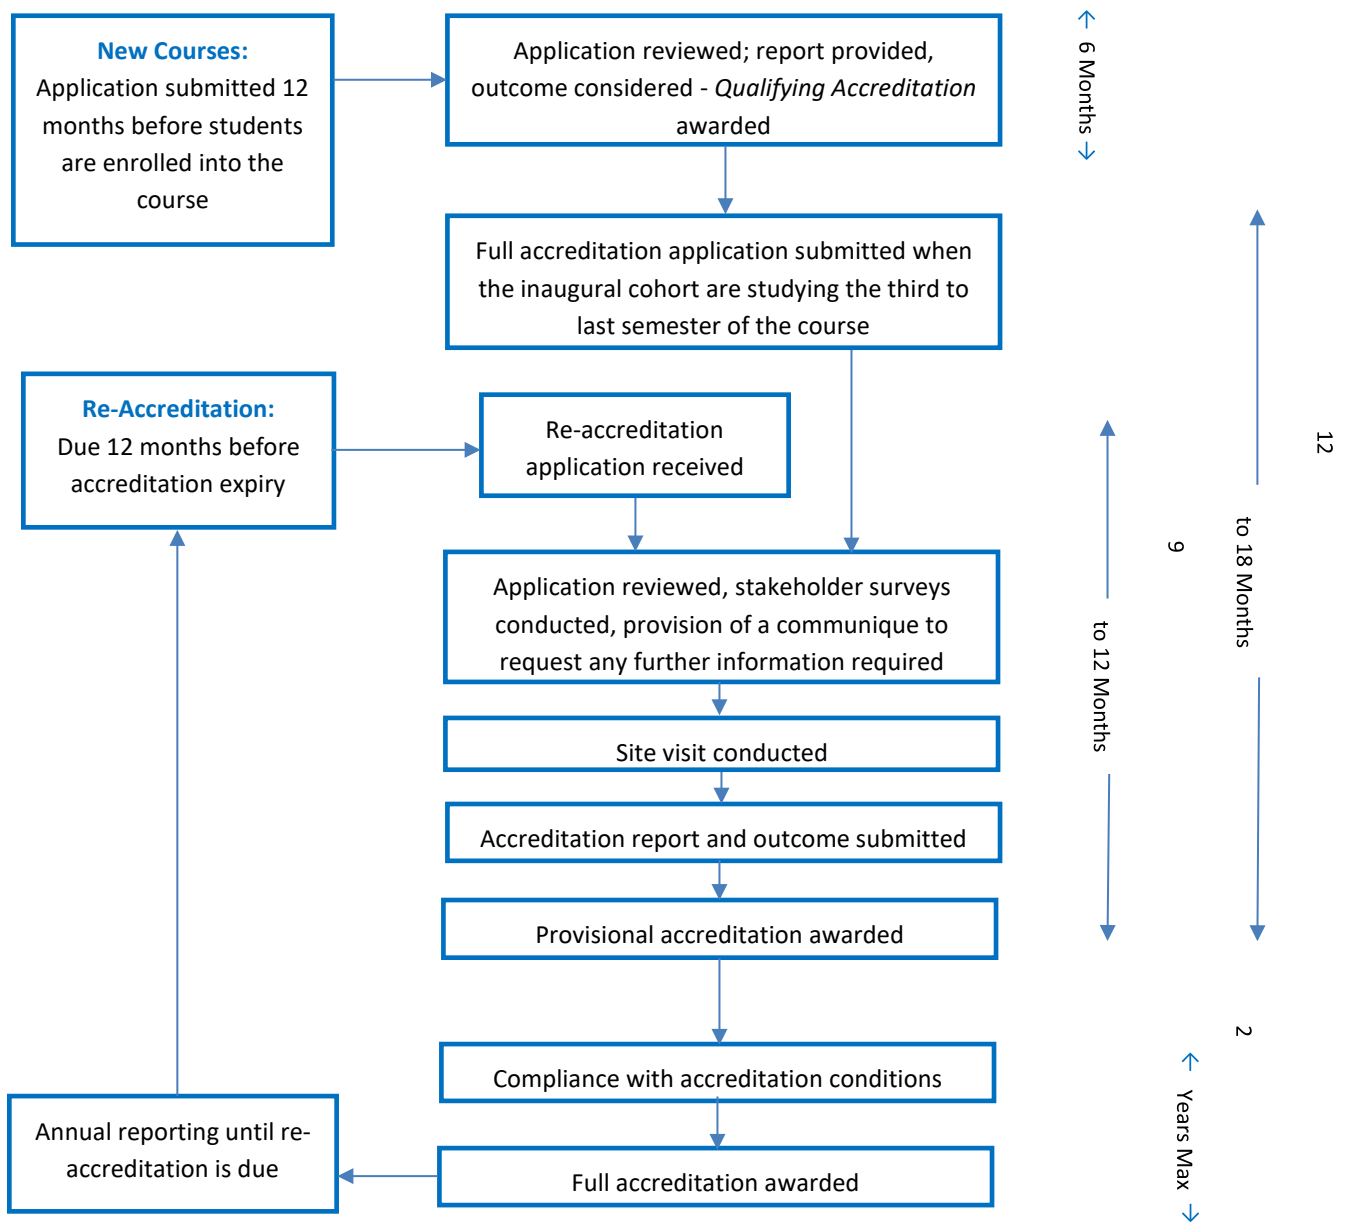 New Courses:
Application submitted 12
months before students
are enrolled into the
course
Application reviewed; report provided,
outcome considered - Qualifying Accreditation
awarded
6 Months
Full accreditation application submitted when
the inaugural cohort are studying the third to
last semester of the course
Re-Accreditation:
Due 12 months before
accreditation expiry
Re-accreditation
application received
Application reviewed, stakeholder surveys
conducted, provision of a communique to
request any further information required
Site visit conducted
Accreditation report and outcome submitted
Provisional accreditation awarded
Compliance with accreditation conditions
Full accreditation awarded
Annual reporting until re-
accreditation is due
9
to 12 Months
12
to 18 Months
2
Years Max